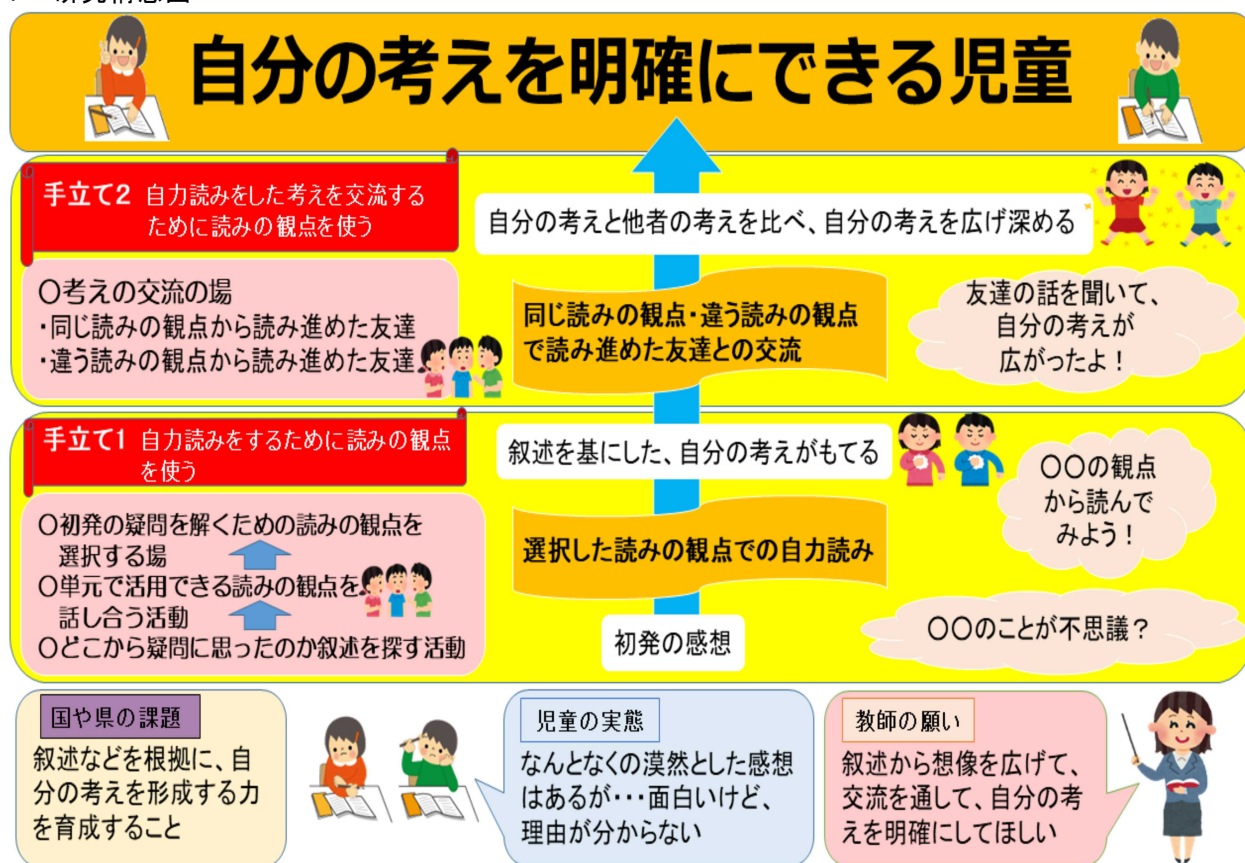 自分の考えを明確にできる児童
手立て2 自力読みをした考えを交流する
ために読みの観点を使う
自分の考えと他者の考えを比べ、自分の考えを広げ深める
〇考えの交流の場
・同じ読みの観点から読み進めた友達
・違う読みの観点から読み進めた友達
同じ読みの観点・違う読みの観点
で読み進めた友達との交流
友達の話を聞いて、
自分の考えが
広がったよ!
手立て1 自力読みをするために読みの観点
を使う
叙述を基にした、自分の考えがもてる
〇〇の観点
から読んで
みよう!
〇初発の疑問を解くための読みの観点を
選択する場
〇単元で活用できる読みの観点を
話し合う活動
〇どこから疑問に思ったのか叙述を探す活動
選択した読みの観点での自力読み
初発の感想
〇〇のことが不思議?
国や県の課題
叙述などを根拠に、自
分の考えを形成する力
を育成すること
児童の実態
なんとなくの漠然とした感想
はあるが・・・面白いけど、
理由が分からない
教師の願い
叙述から想像を広げて、
交流を通して、自分の考
えを明確にしてほしい